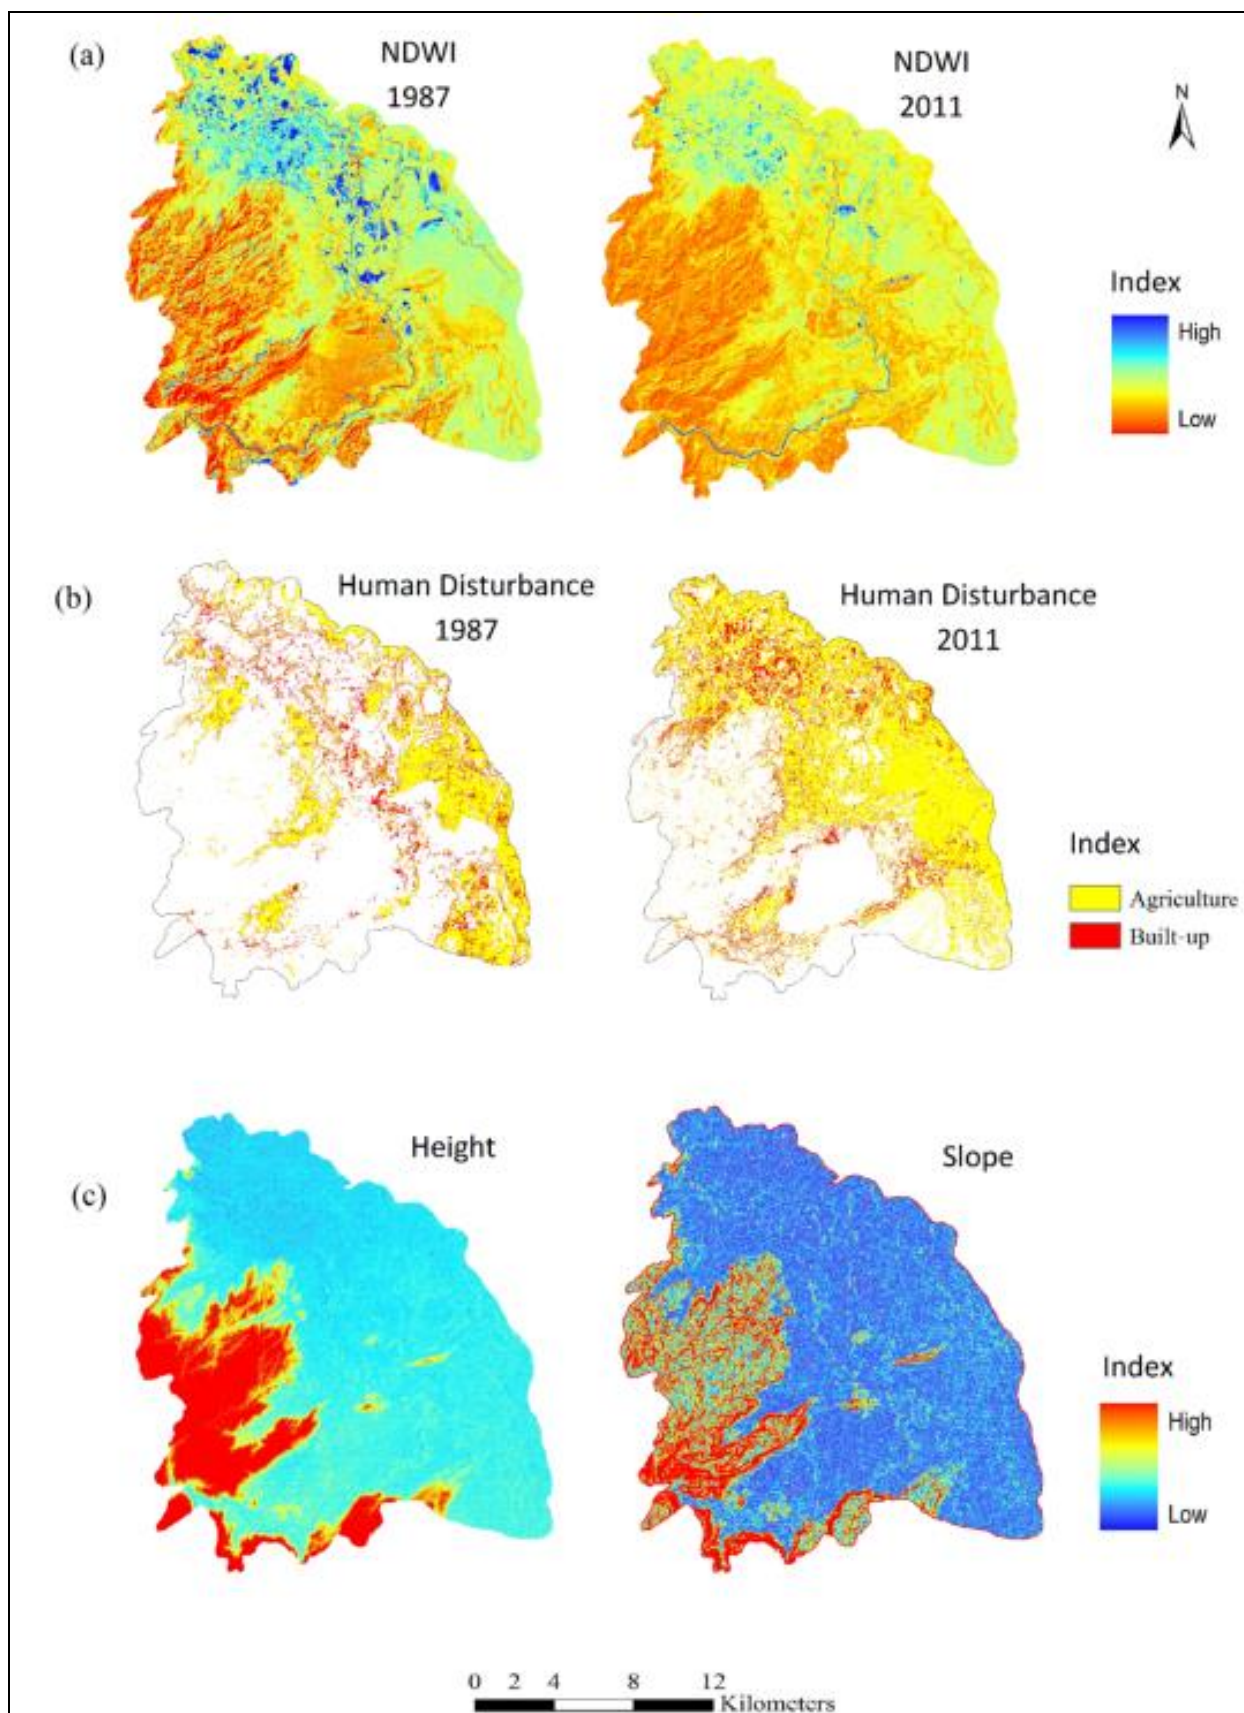 (a)
NDWI
1987
NDWI
2011
N
Index
High
Low
(b)
Human Disturbance
1987
Human Disturbance
2011
Index
Agriculture
Built-up
(c)
Height
Slope
Index
High
Low
0 2 4 8 12
Kilometers